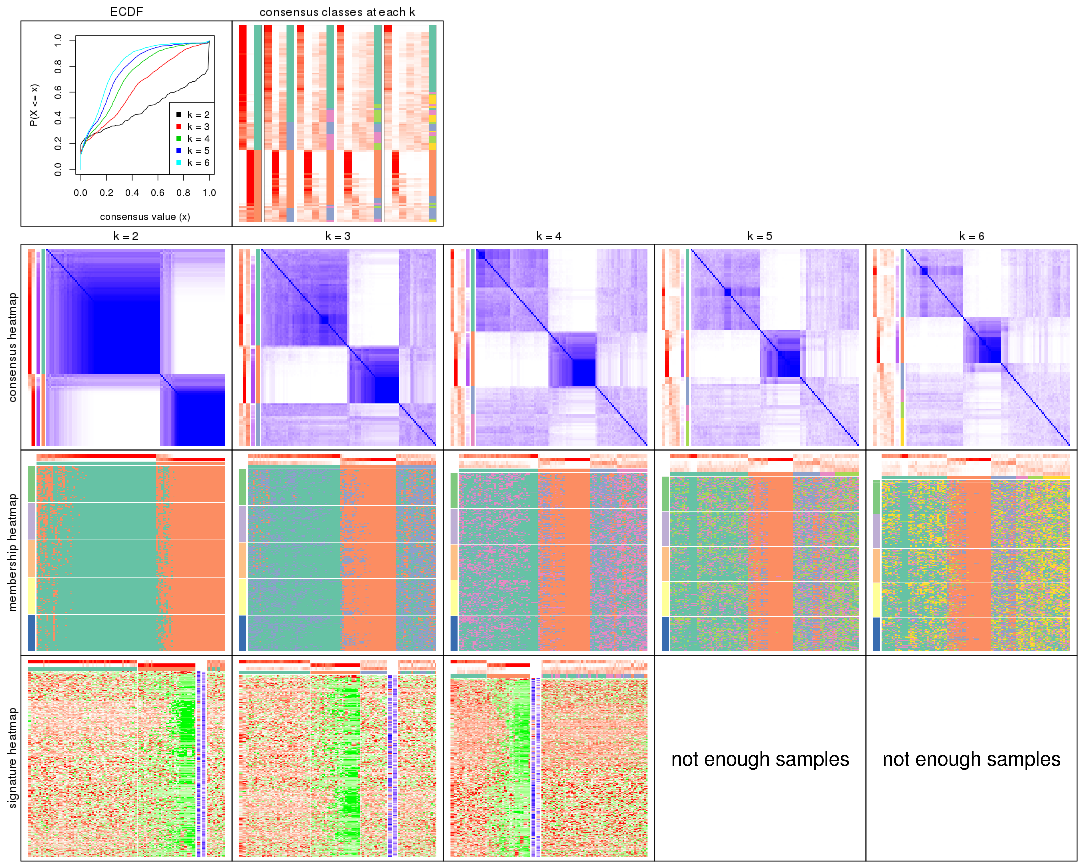 ECDF
consensus classes at each k
P(X <= x)
0.0 0.2 0.4 0.6 0.8 1.0
k = 2
k = 3
k = 4
k = 5
k = 6
0.0 0.2 0.4 0.6 0.8 1.0
consensus value (x)
k = 2
k = 3
k = 4
k = 5
k = 6
consensus heatmap
membership heatmap
signature heatmap
not enough samples
not enough samples